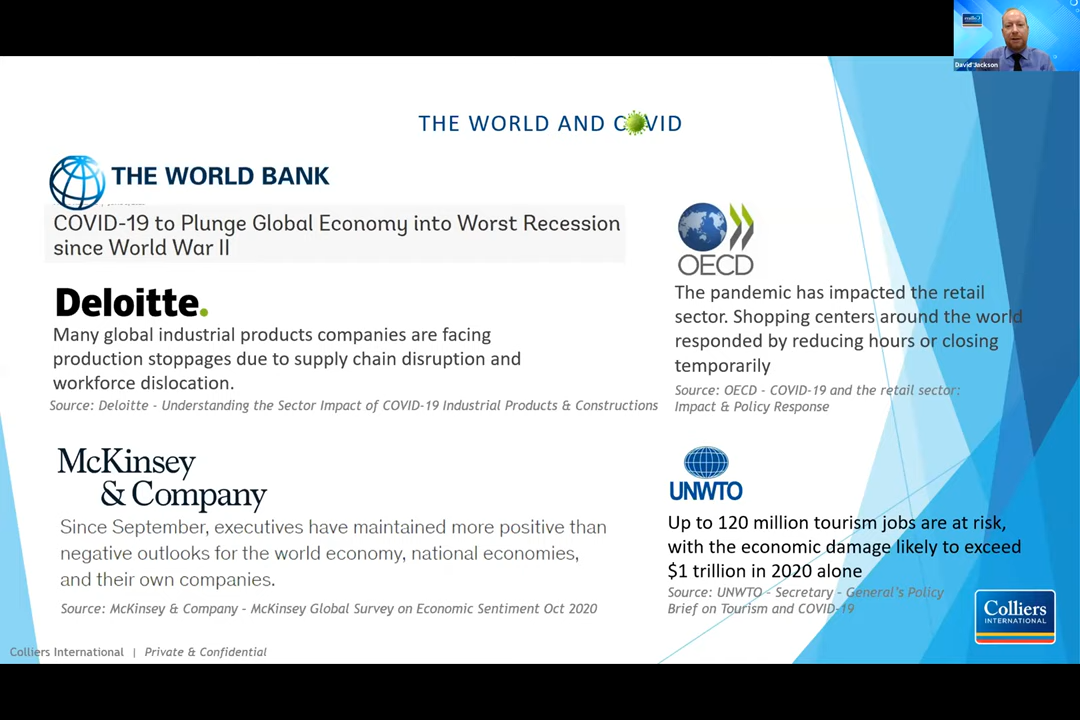 David Jackson
THE WORLD AND COVID
THE WORLD BANK
COVID-19 to Plunge Global Economy into Worst Recession
since World War II
Deloitte.
Many global industrial products companies are facing
production stoppages due to supply chain disruption and
workforce dislocation.
Source: Deloitte - Understanding the Sector Impact of COVID-19 Industrial Products & Constructions
McKinsey
& Company
Since September, executives have maintained more positive than
negative outlooks for the world economy, national economies,
and their own companies.
Source: McKinsey & Company – McKinsey Global Survey on Economic Sentiment Oct 2020
OECD
The pandemic has impacted the retail
sector. Shopping centers around the world
responded by reducing hours or closing
temporarily
Source: OECD - COVID-19 and the retail sector:
Impact & Policy Response
UNWTO
Up to 120 million tourism jobs are at risk,
with the economic damage likely to exceed
$1 trillion in 2020 alone
Source: UNWTO – Secretary – General's Policy
Brief on Tourism and COVID-19
Colliers
INTERNATIONAL
Colliers International | Private & Confidential